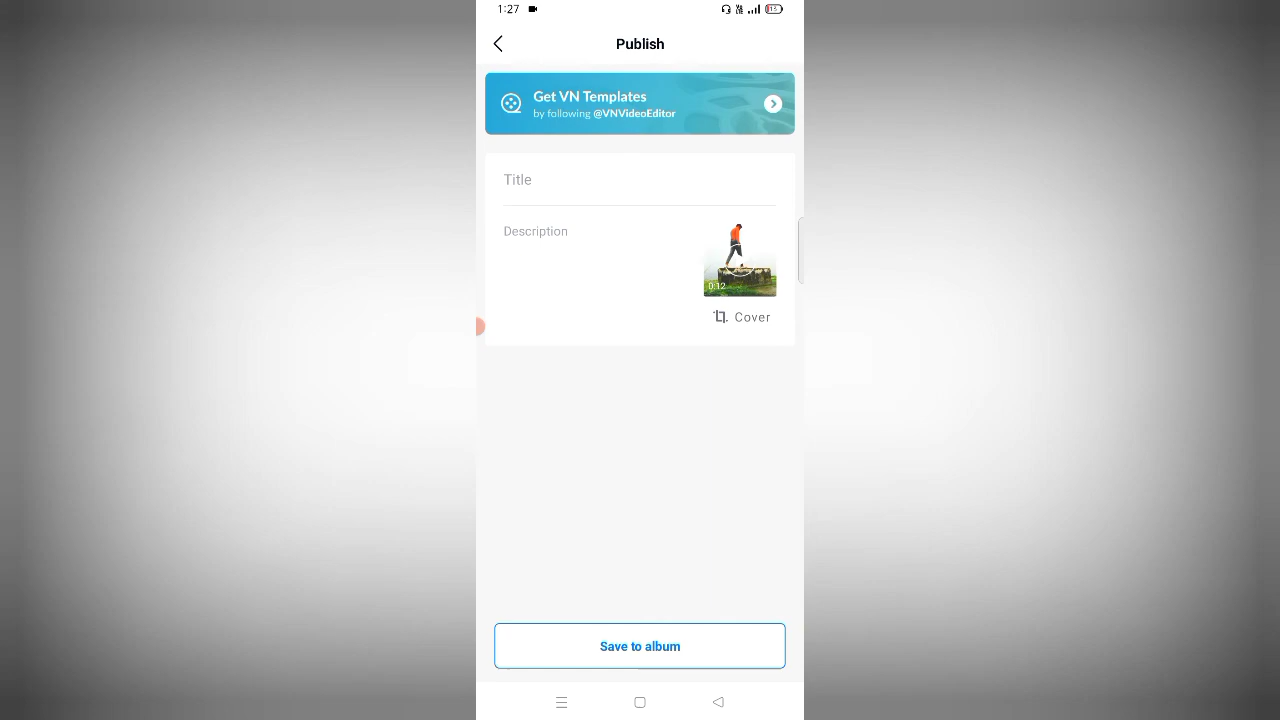 1:27
Publish
Get VN Templates
by following @VNVideoEditor
Title
Description
0:12
Cover
Save to album